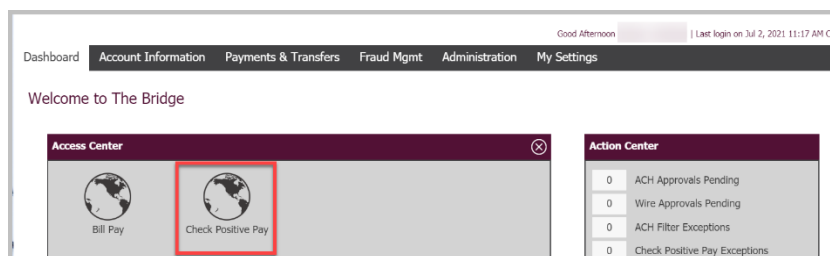 Good Afternoon | Last login on Jul 2, 2021 11:17 AM
Dashboard Account Information Payments & Transfers Fraud Mgmt Administration My Settings
Welcome to The Bridge
Access Center
Bill Pay
Check Positive Pay
Action Center
0 ACH Approvals Pending
0 Wire Approvals Pending
0 ACH Filter Exceptions
0 Check Positive Pay Exceptions